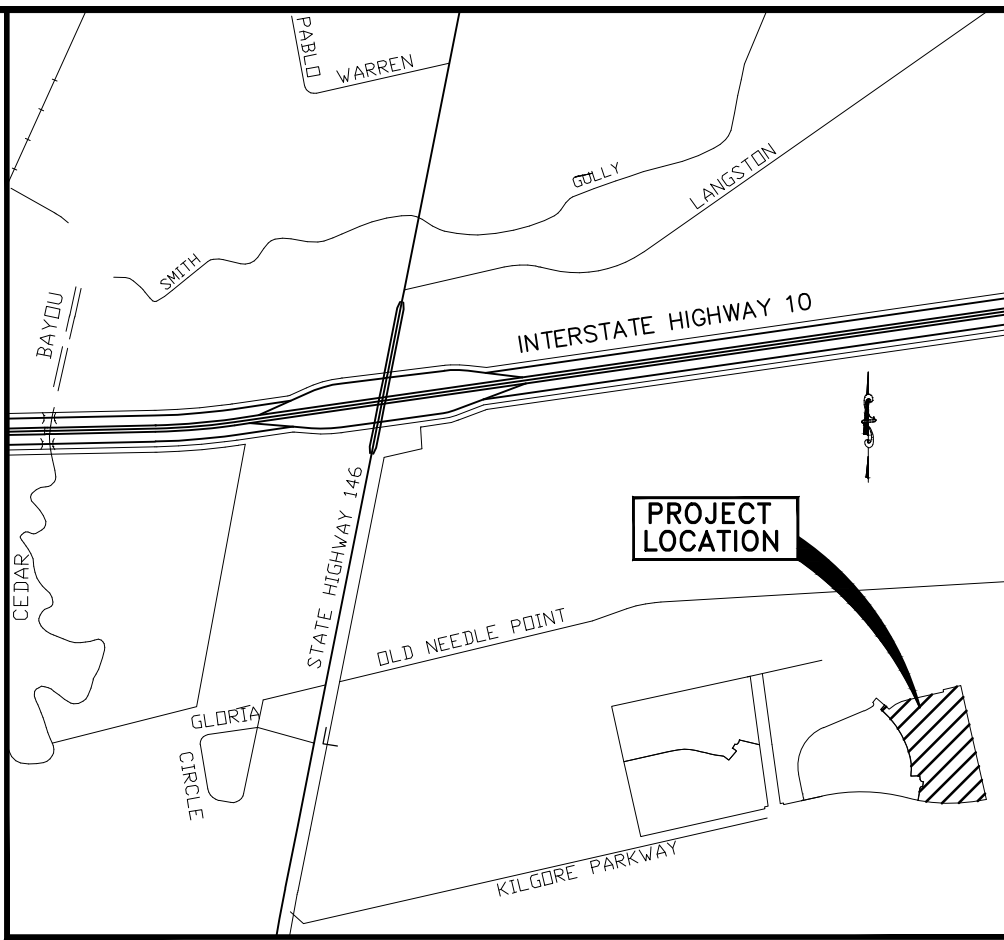 PABLO
WARREN
GULLY
LANGSTON
SMITH
BAYOU
INTERSTATE HIGHWAY 10
STATE HIGHWAY 146
PROJECT
LOCATION
CEDAR
OLD NEEDLE POINT
GLORIA
CIRCLE
KILGORE PARKWAY